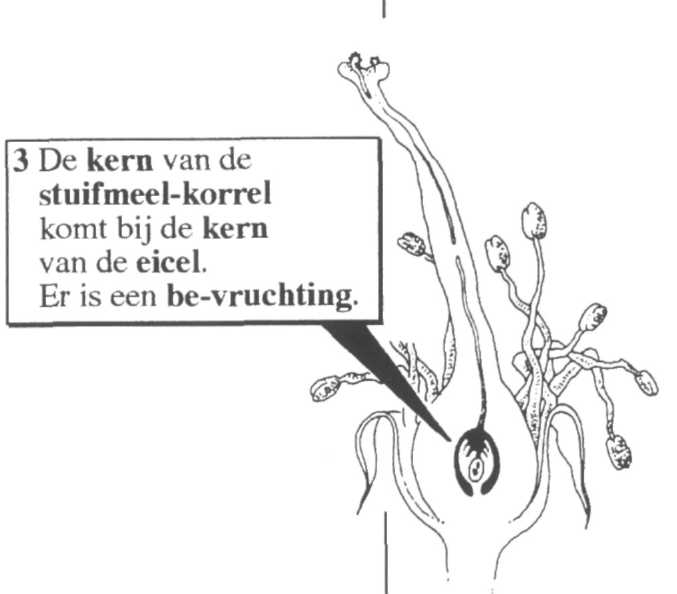 3 De kern van de
stuifmeel-korrel
komt bij de kern
van de eicel.
Er is een be-vruchting.